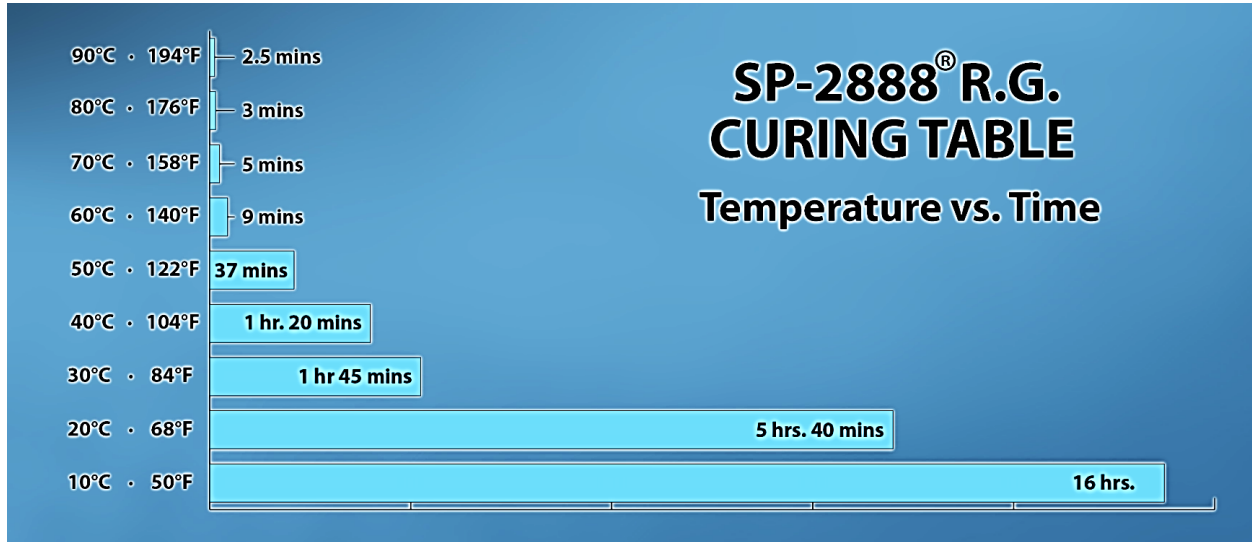 SP-2888® R.G.
CURING TABLE
Temperature vs. Time
90°C · 194°F 2.5 mins
80°C · 176°F 3 mins
70°C · 158°F 5 mins
60°C · 140°F 9 mins
50°C · 122°F 37 mins
40°C · 104°F 1 hr. 20 mins
30°C · 84°F 1 hr 45 mins
20°C · 68°F 5 hrs. 40 mins
10°C · 50°F 16 hrs.